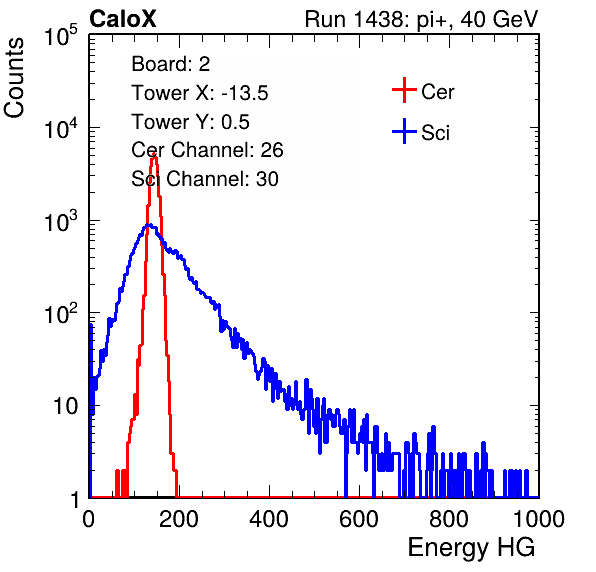 CaloX
Run 1438: pi+, 40 GeV
Counts
10^5
10^4
10^3
10^2
10
1
Board: 2
Tower X: -13.5
Tower Y: 0.5
Cer Channel: 26
Sci Channel: 30
Cer
Sci
0 200 400 600 800 1000
Energy HG